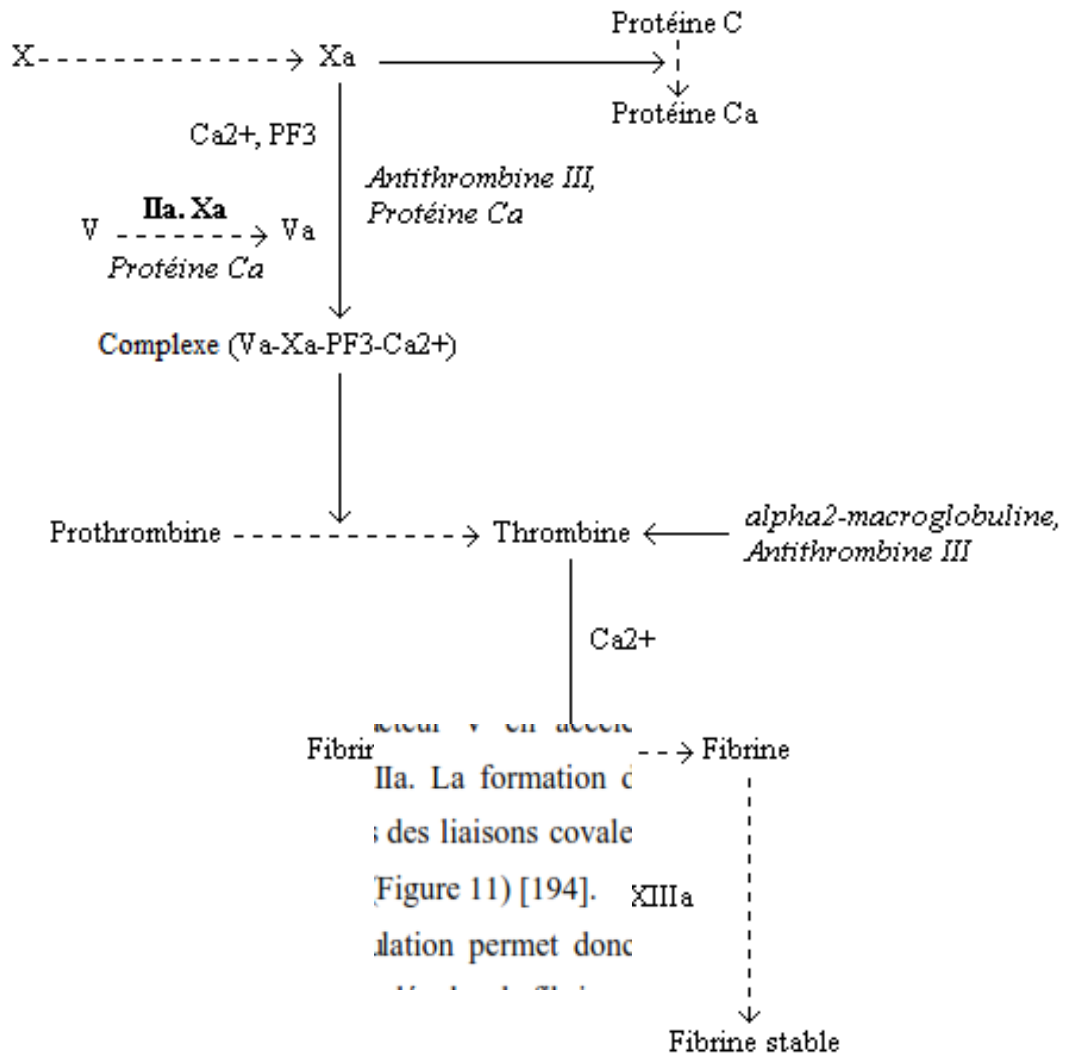 Protéine C
X Xa
Protéine Ca
Ca2+, PF3
Antithrombine III,
Protéine Ca
IIa. Xa
V Va
Protéine Ca
Complexe (Va-Xa-PF3-Ca2+)
Prothrombine Thrombine
alpha2-macroglobuline,
Antithrombine III
Ca2+
V en
Fibrine
IIa. La formation
des liaisons
(Figure 11) [194].
XIIIa
permet donc
Fibrine stable